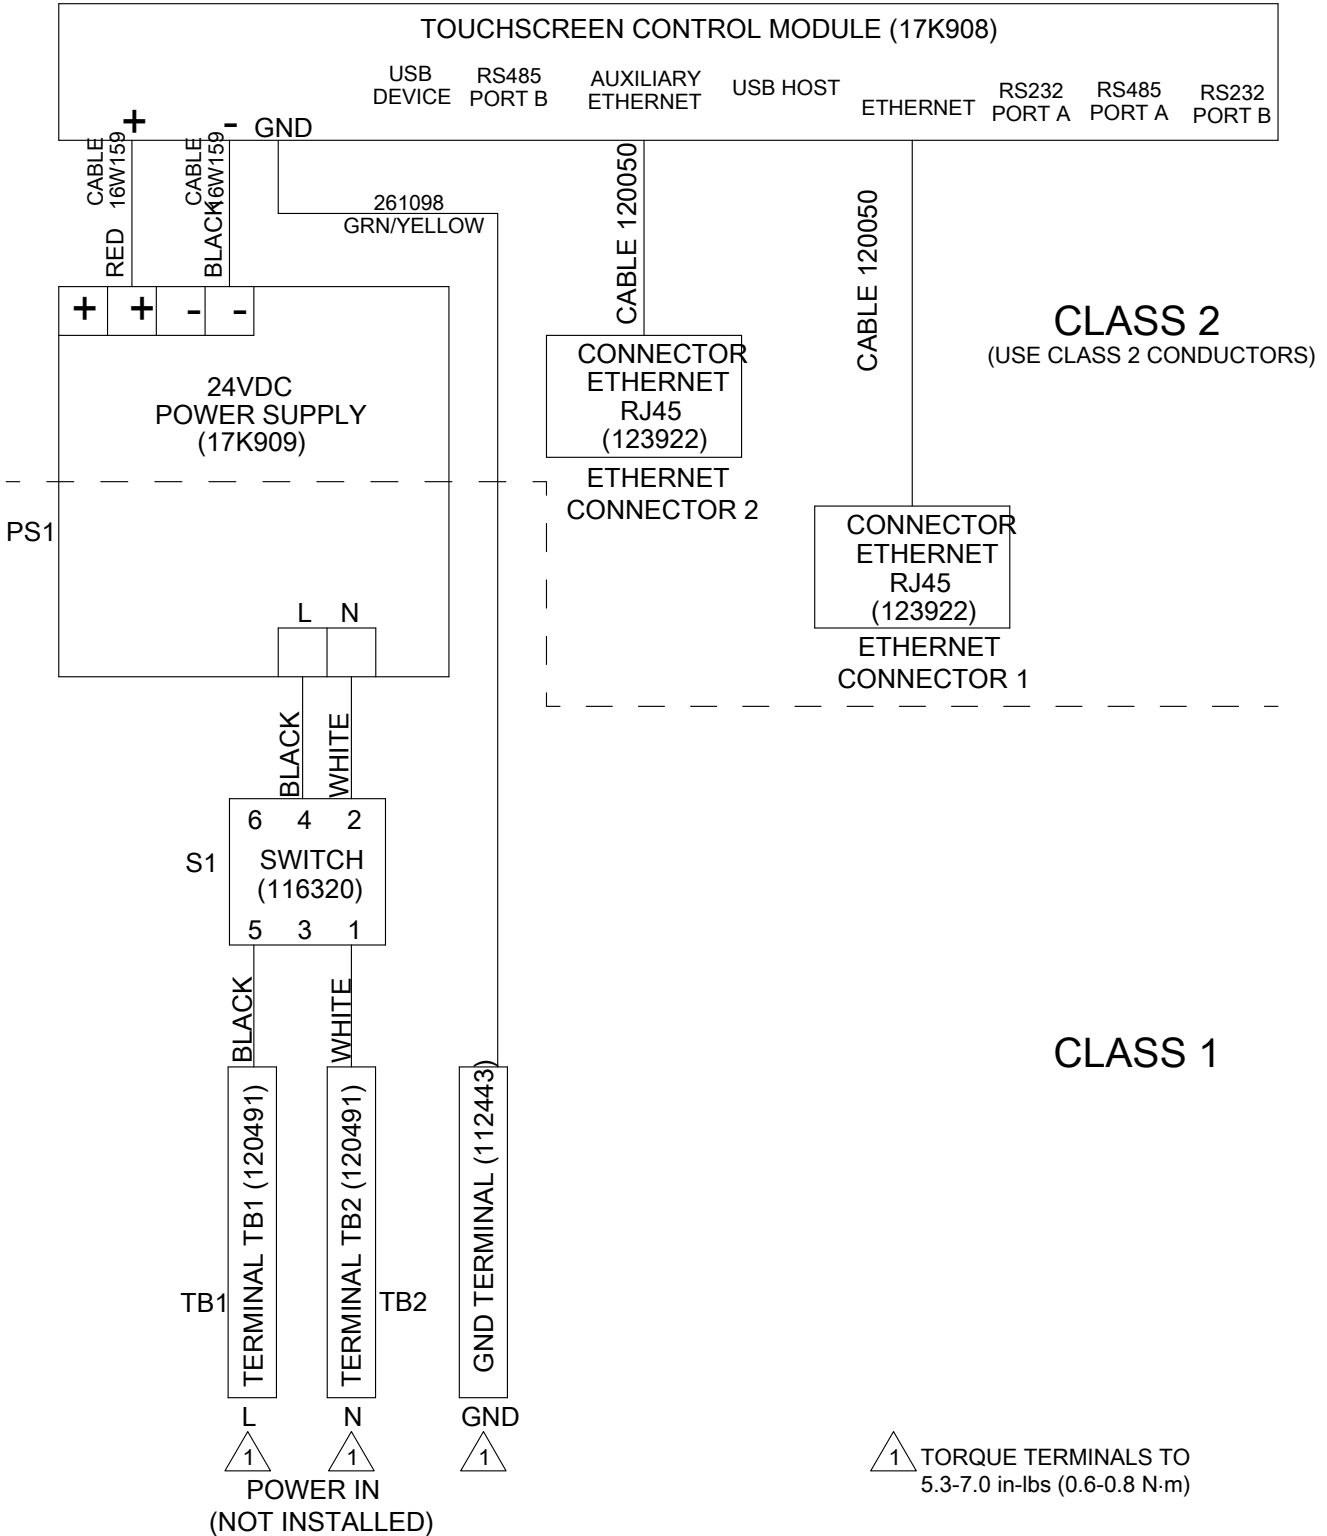 TOUCHSCREEN CONTROL MODULE (17K908)
USB
DEVICE
RS485
PORT B
AUXILIARY
ETHERNET
USB HOST
ETHERNET
RS232
PORT A
RS485
PORT A
RS232
PORT B
+
-
GND
CABLE
16W159
RED
CABLE
16W159
BLACK
261098
GRN/YELLOW
CABLE 120050
CABLE 120050
+
+
-
-
24VDC
POWER SUPPLY
(17K909)
CONNECTOR
ETHERNET
RJ45
(123922)
ETHERNET
CONNECTOR 2
CLASS 2
(USE CLASS 2 CONDUCTORS)
PS1
CONNECTOR
ETHERNET
RJ45
(123922)
ETHERNET
CONNECTOR 1
L
N
BLACK
WHITE
6 4 2
S1
SWITCH
(116320)
5 3 1
BLACK
WHITE
CLASS 1
TERMINAL TB1 (120491)
TERMINAL TB2 (120491)
GND TERMINAL (112443)
TB1
TB2
L
N
GND
1
1
1
POWER IN
(NOT INSTALLED)
1 TORQUE TERMINALS TO
5.3-7.0 in-lbs (0.6-0.8 N·m)